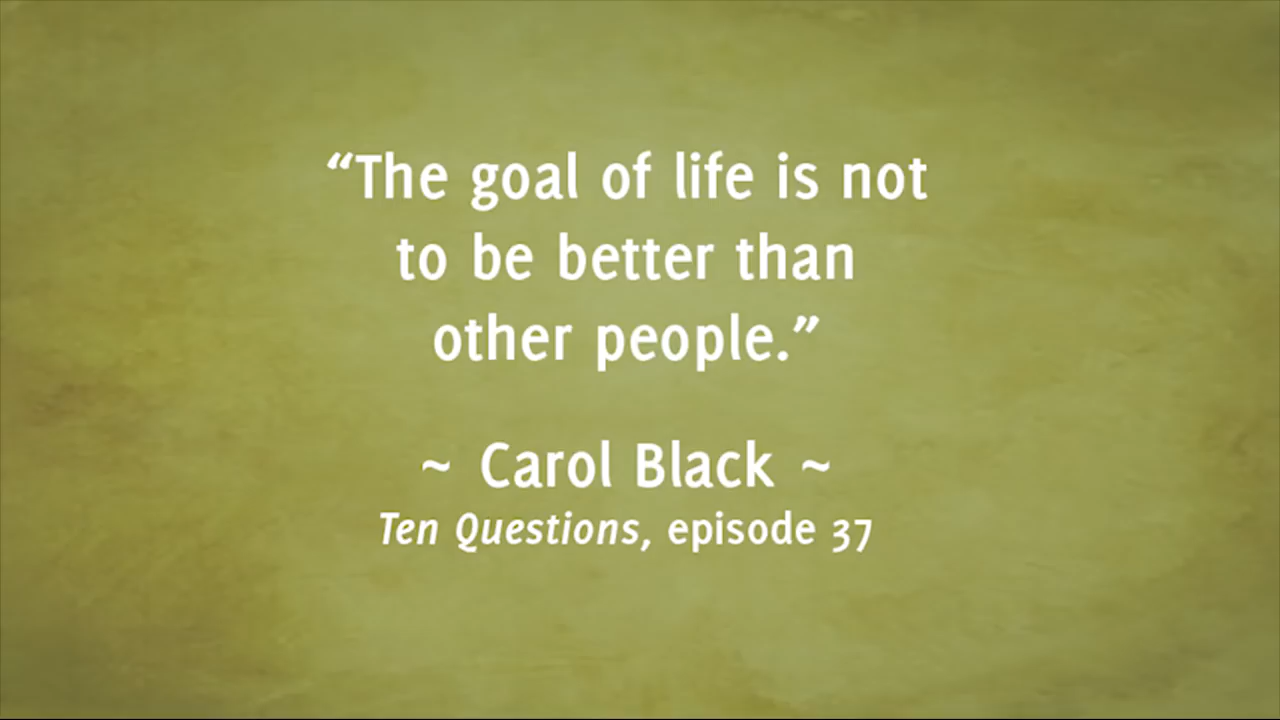 “The goal of life is not
to be better than
other people.”
~ Carol Black ~
Ten Questions, episode 37